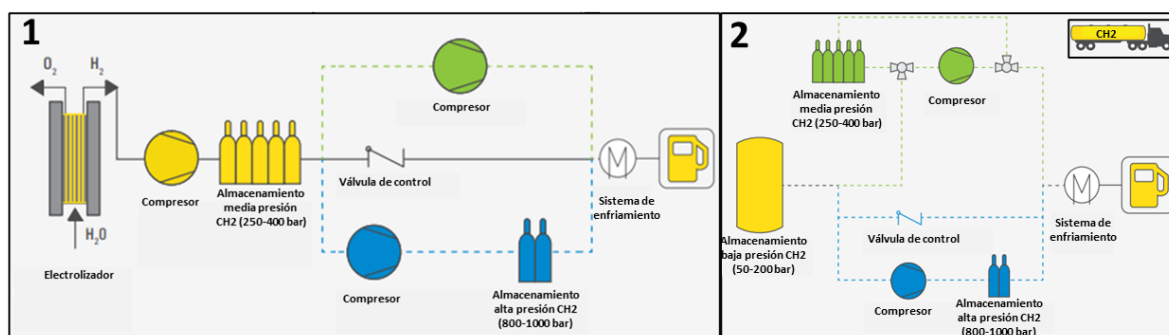 1
O₂
H₂
H₂O
Electrolizador
Compresor
Almacenamiento
media presión
CH2 (250-400 bar)
Compresor
Válvula de control
Compresor
Almacenamiento
alta presión CH2
(800-1000 bar)
M
Sistema de
enfriamiento
2
CH2
Almacenamiento
media presión
CH2 (250-400 bar)
Compresor
Almacenamiento
baja presión CH2
(50-200 bar)
Válvula de control
Compresor
Almacenamiento
alta presión CH2
(800-1000 bar)
M
Sistema de
enfriamiento